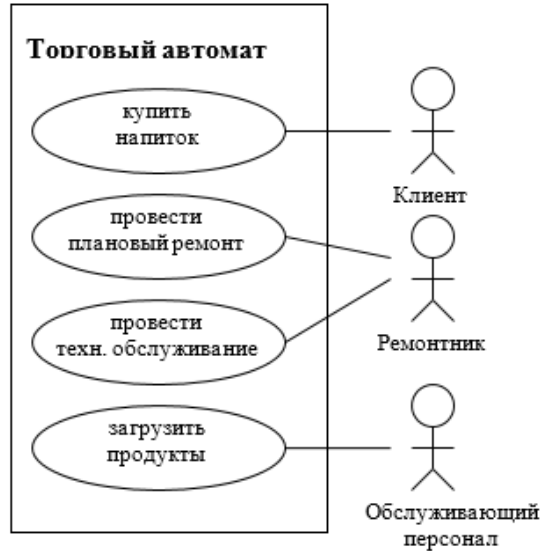 Торговый автомат
купить
напиток
Клиент
провести
плановый ремонт
провести
техн. обслуживание
Ремонтник
загрузить
продукты
Обслуживающий
персонал